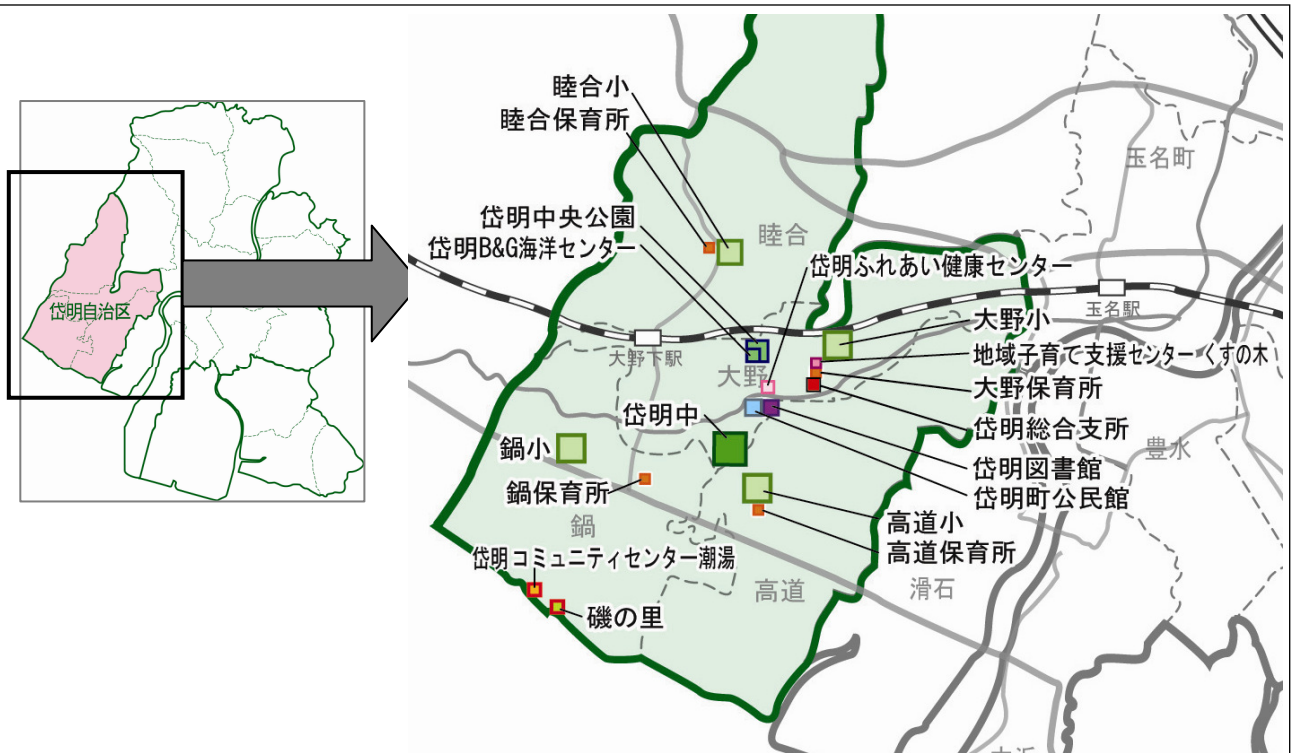 睦合小
睦合保育所
玉名町
岱明中央公園
睦合
岱明B&G海洋センター
岱明ふれあい健康センター
岱明自治区
玉名駅
大野小
大野下駅
地域子育て支援センターくすの木
大野
大野保育所
岱明中
岱明総合支所
鍋小
豊水
岱明図書館
鍋保育所
岱明町公民館
鍋
高道小
高道保育所
岱明コミュニティセンター潮湯
高道
滑石
磯の里